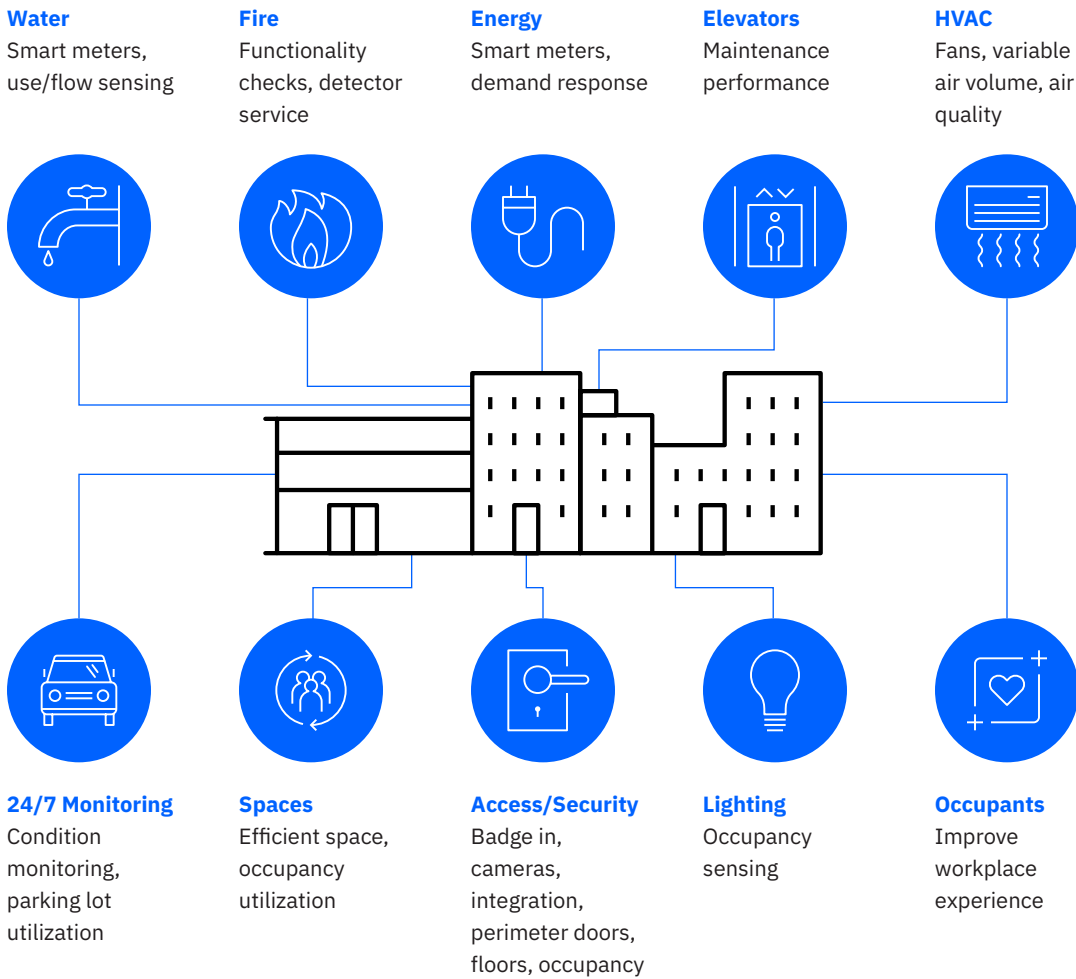 Water
Smart meters,
use/flow sensing
Fire
Functionality
checks, detector
service
Energy
Smart meters,
demand response
Elevators
Maintenance
performance
HVAC
Fans, variable
air volume, air
quality
24/7 Monitoring
Condition
monitoring,
parking lot
utilization
Spaces
Efficient space,
occupancy
utilization
Access/Security
Badge in,
cameras,
integration,
perimeter doors,
floors, occupancy
Lighting
Occupancy
sensing
Occupants
Improve
workplace
experience